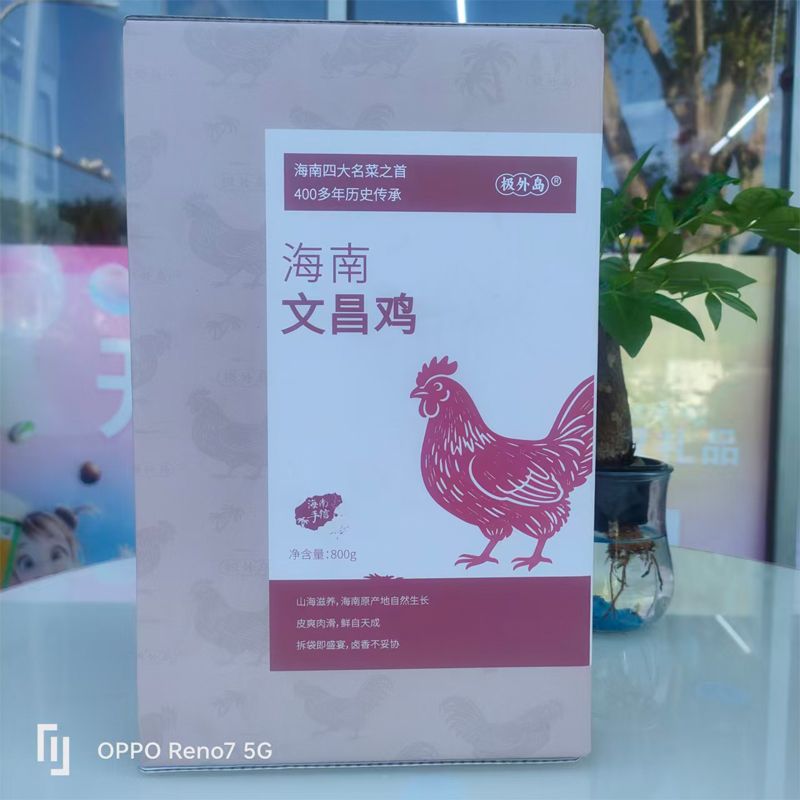 海南四大名菜之首
400多年历史传承
极外岛®
海南
文昌鸡
海南
手信
净含量:800g
山海滋养,海南原产地自然生长
皮爽肉滑,鲜自天成
拆袋即盛宴,卤香不妥协
礼品
OPPO Reno7 5G